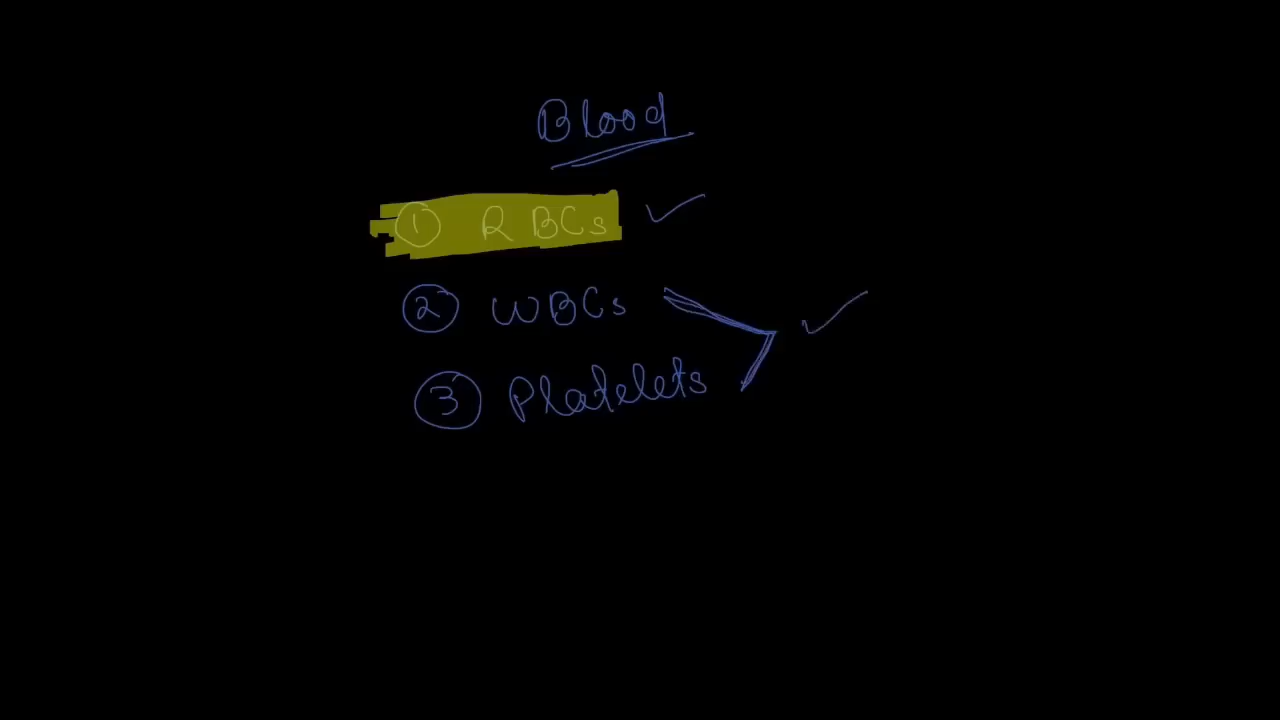 Blood
① RBCs ✓
② WBCs
③ Platelets ✓